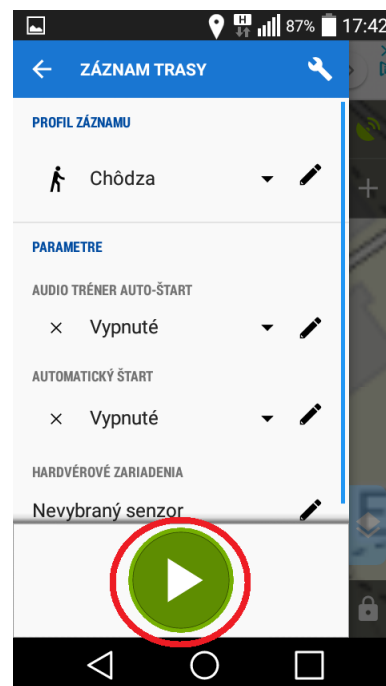 H 87% 17:42
ZÁZNAM TRASY
PROFIL ZÁZNAMU
Chôdza
PARAMETRE
AUDIO TRÉNER AUTO-ŠTART
Vypnuté
AUTOMATICKÝ ŠTART
Vypnuté
HARDVÉROVÉ ZARIADENIA
Nevybraný senzor